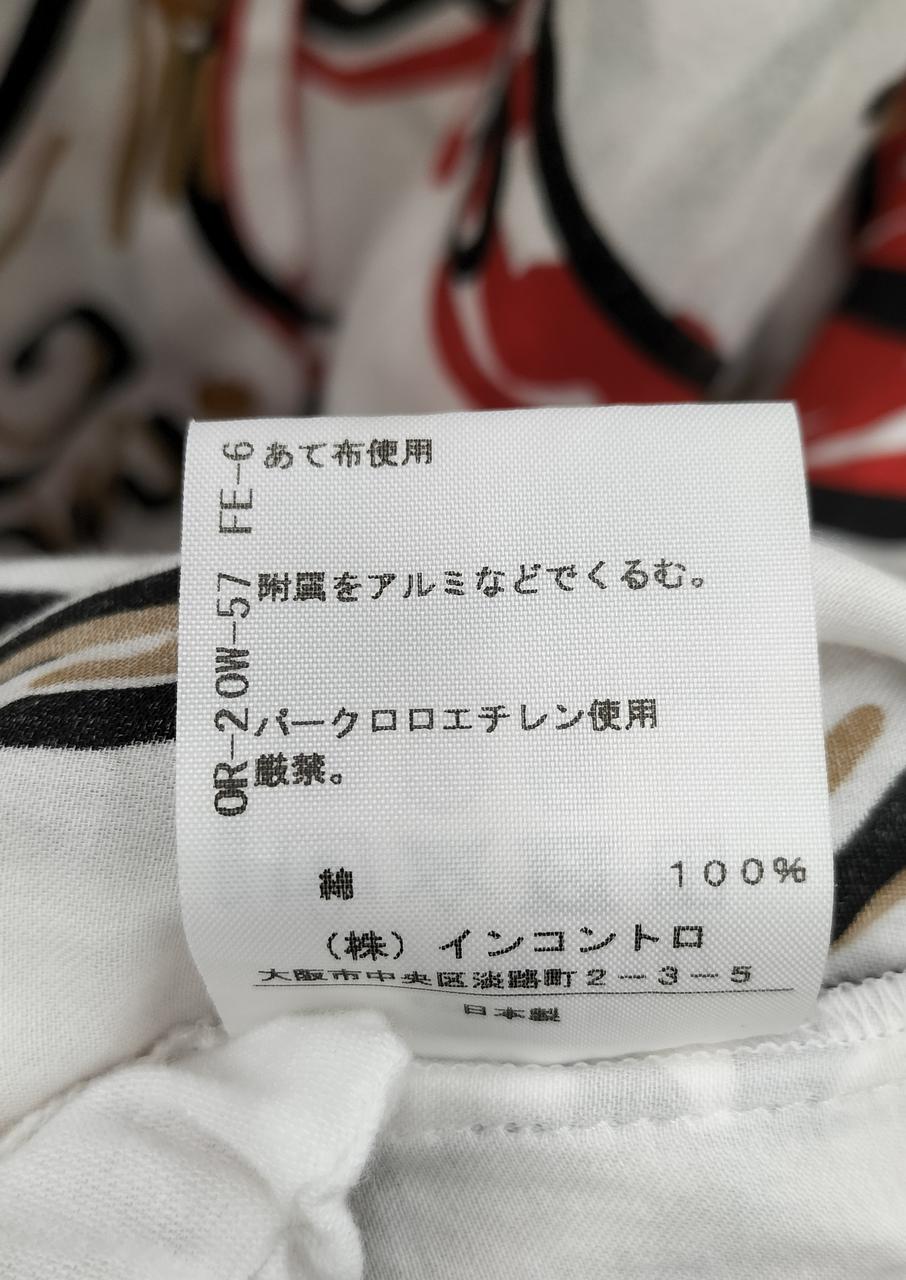 あて布使用
附属をアルミなどでくるむ。
パークロロエチレン使用
厳禁。
100%
（株）インコントロ
大阪市中央区淡路町2－3－5
日本製
OR-20W-57 FE-6